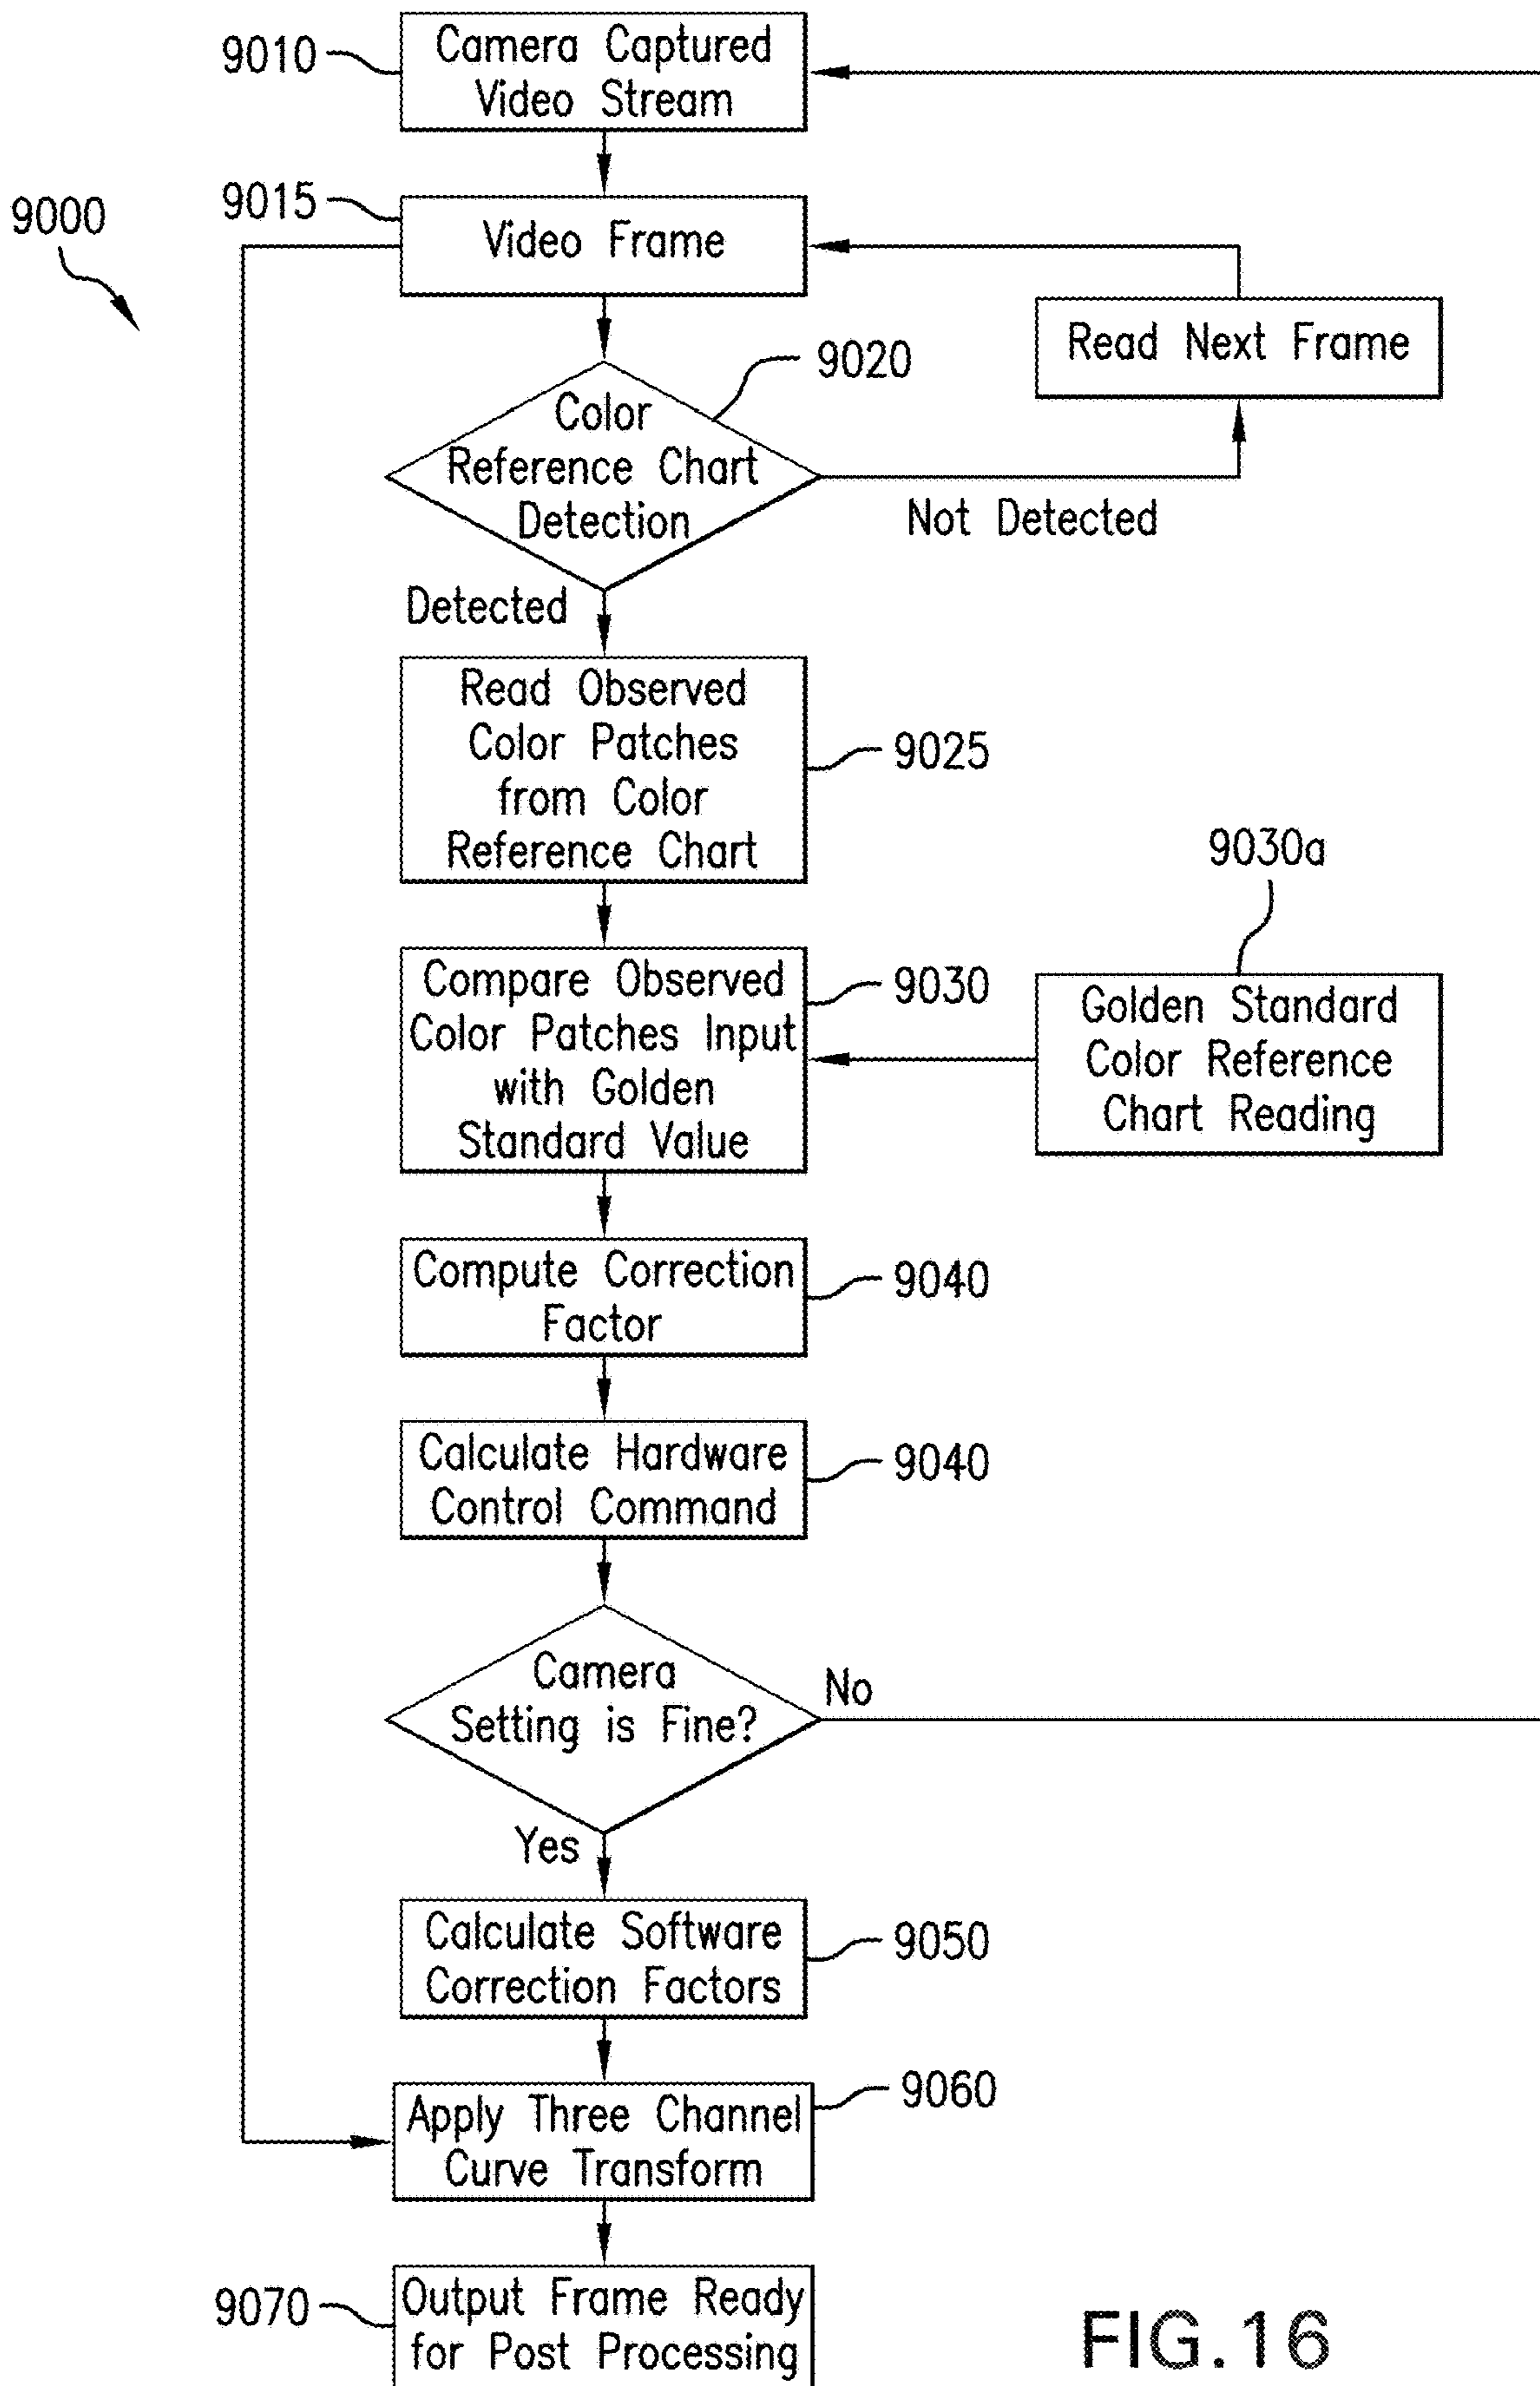 9010
Camera Captured
Video Stream
9000
9015
Video Frame
Read Next Frame
9020
Color
Reference Chart
Detection
Not Detected
Detected
Read Observed
Color Patches
from Color
Reference Chart
9025
9030a
Compare Observed
Color Patches Input
with Golden
Standard Value
9030
Golden Standard
Color Reference
Chart Reading
Compute Correction
Factor
9040
Calculate Hardware
Control Command
9040
Camera
Setting is Fine?
No
Yes
Calculate Software
Correction Factors
9050
Apply Three Channel
Curve Transform
9060
9070
Output Frame Ready
for Post Processing
FIG.16